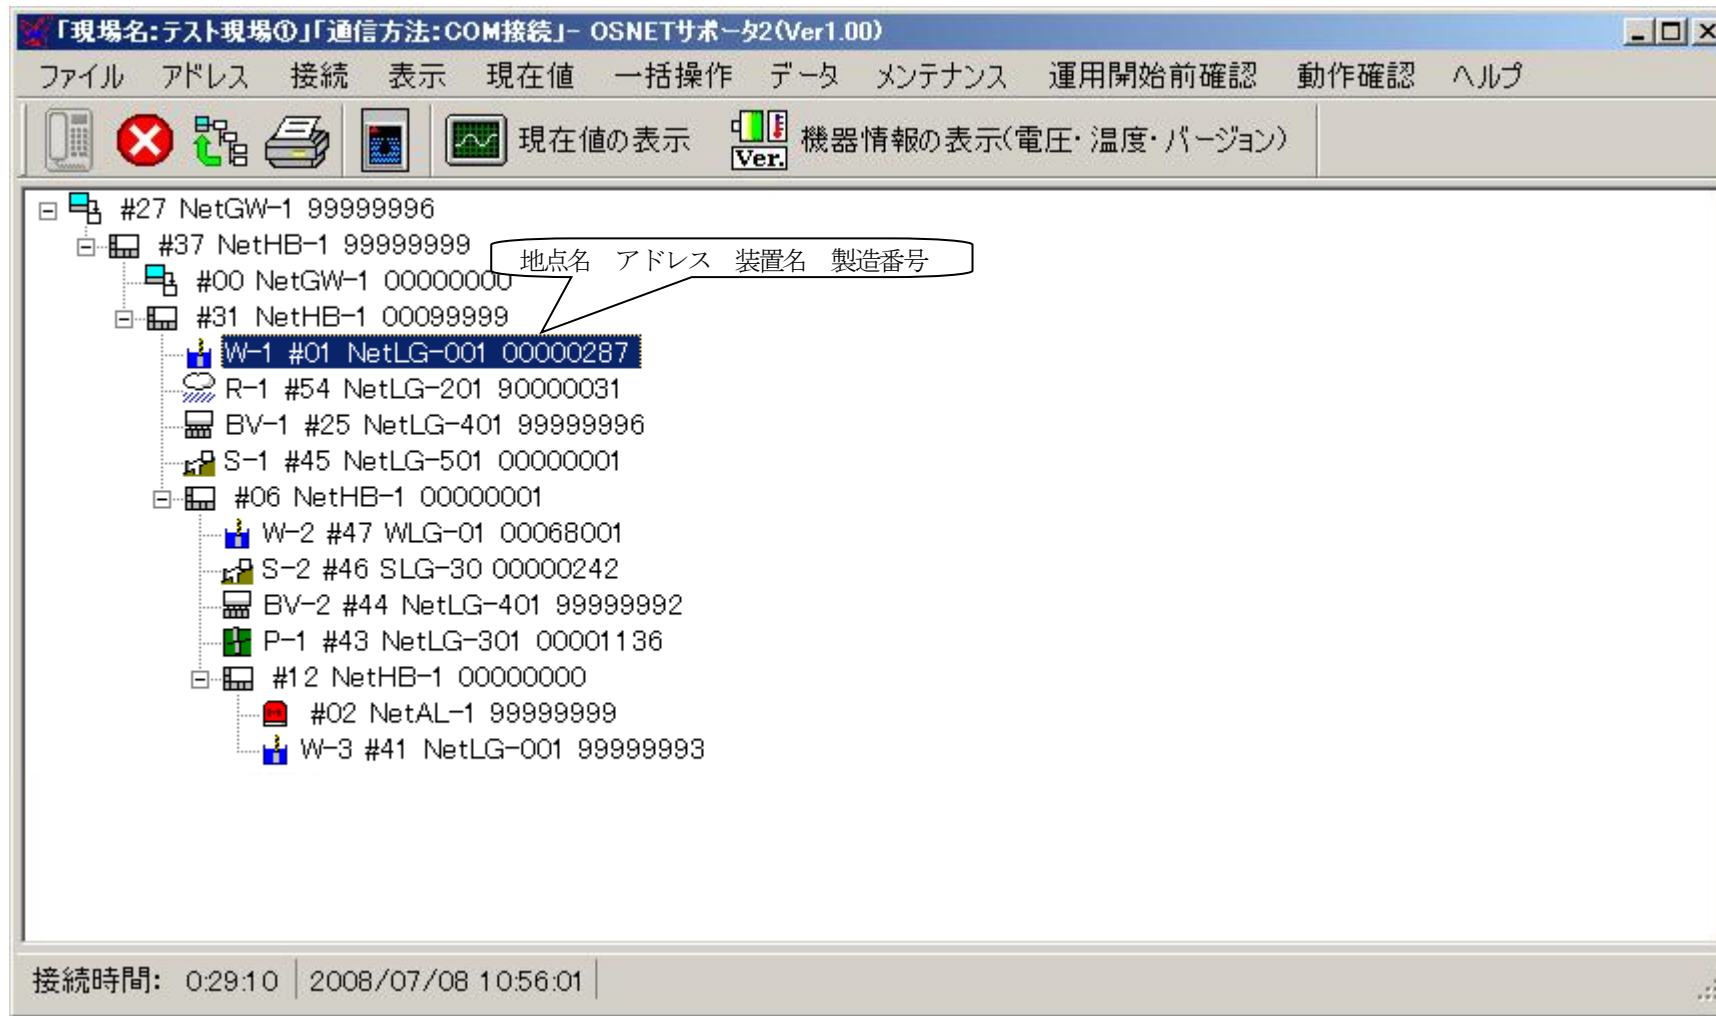 「現場名:テスト現場①」「通信方法:COM接続」- OSNETサポータ2(Ver1.00)
ファイル アドレス 接続 表示 現在値 一括操作 データ メンテナンス 運用開始前確認 動作確認 ヘルプ
現在値の表示 Ver. 機器情報の表示(電圧・温度・バージョン)
#27 NetGW-1 99999996
#37 NetHB-1 99999999
地点名 アドレス 装置名 製造番号
#00 NetGW-1 00000000
#31 NetHB-1 00099999
W-1 #01 NetLG-001 00000287
R-1 #54 NetLG-201 90000031
BV-1 #25 NetLG-401 99999996
S-1 #45 NetLG-501 00000001
#06 NetHB-1 00000001
W-2 #47 WLG-01 00068001
S-2 #46 SLG-30 00000242
BV-2 #44 NetLG-401 99999992
P-1 #43 NetLG-301 00001136
#12 NetHB-1 00000000
#02 NetAL-1 99999999
W-3 #41 NetLG-001 99999993
接続時間: 0:29:10 2008/07/08 10:56:01